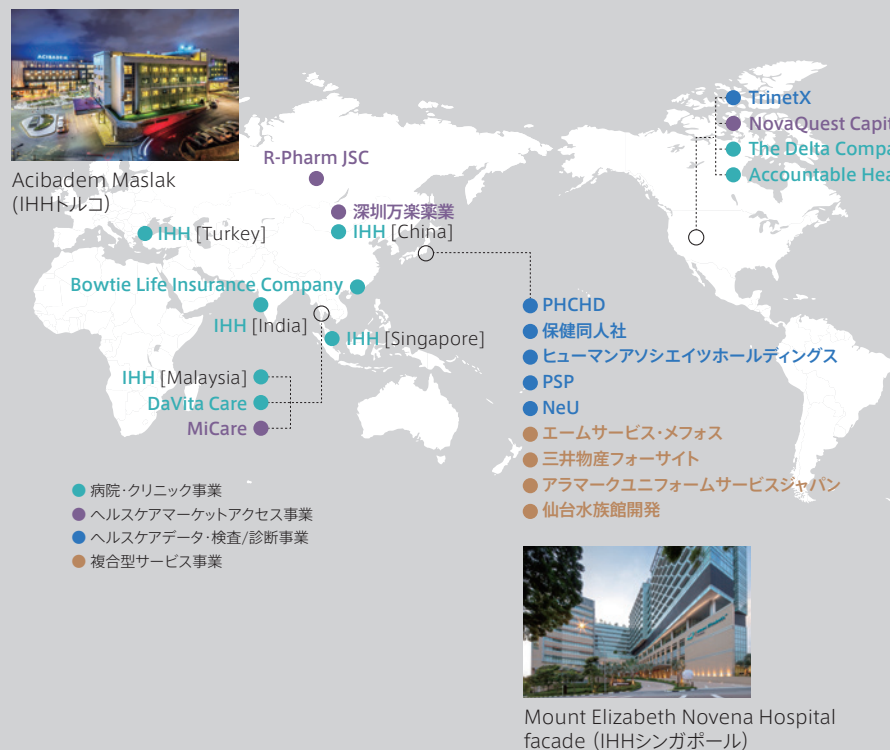 ACIBADEM
Acibadem Maslak
(IHHトルコ)
R-Pharm JSC
深圳万楽薬業
IHH [China]
IHH [Turkey]
Bowtie Life Insurance Company
IHH [India]
IHH [Singapore]
IHH [Malaysia]
DaVita Care
MiCare
TrinetX
NovaQuest Capit
The Delta Compa
Accountable Hea
PHCHD
保健同人社
ヒューマンアソシエイツホールディングス
PSP
NeU
エームサービス・メフォス
三井物産フォーサイト
アラマークユニフォームサービスジャパン
仙台水族館開発
病院・クリニック事業
ヘルスケアマーケットアクセス事業
ヘルスケアデータ・検査/診断事業
複合型サービス事業
Mount Elizabeth Novena Hospital
facade (IHHシンガポール)